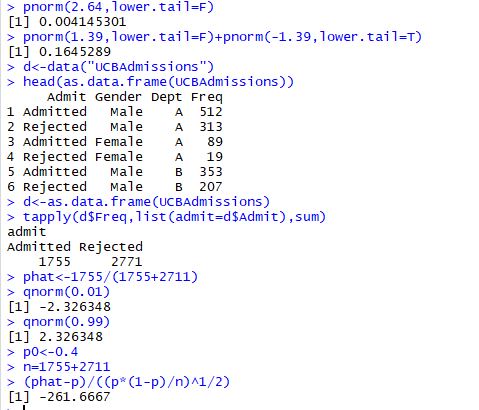 > pnorm(2.64,lower.tail=F)
[1] 0.004145301
> pnorm(1.39,lower.tail=F)+pnorm(-1.39,lower.tail=T)
[1] 0.1645289
> d<-data("UCBAdmissions")
> head(as.data.frame(UCBAdmissions))
     Admit Gender Dept Freq
1 Admitted   Male    A  512
2 Rejected   Male    A  313
3 Admitted Female    A   89
4 Rejected Female    A   19
5 Admitted   Male    B  353
6 Rejected   Male    B  207
> d<-as.data.frame(UCBAdmissions)
> tapply(d$Freq,list(admit=d$Admit),sum)
admit
Admitted Rejected
    1755     2771
> phat<-1755/(1755+2711)
> qnorm(0.01)
[1] -2.326348
> qnorm(0.99)
[1] 2.326348
> p0<-0.4
> n=1755+2711
> (phat-p)/((p*(1-p)/n)^1/2)
[1] -261.6667
>